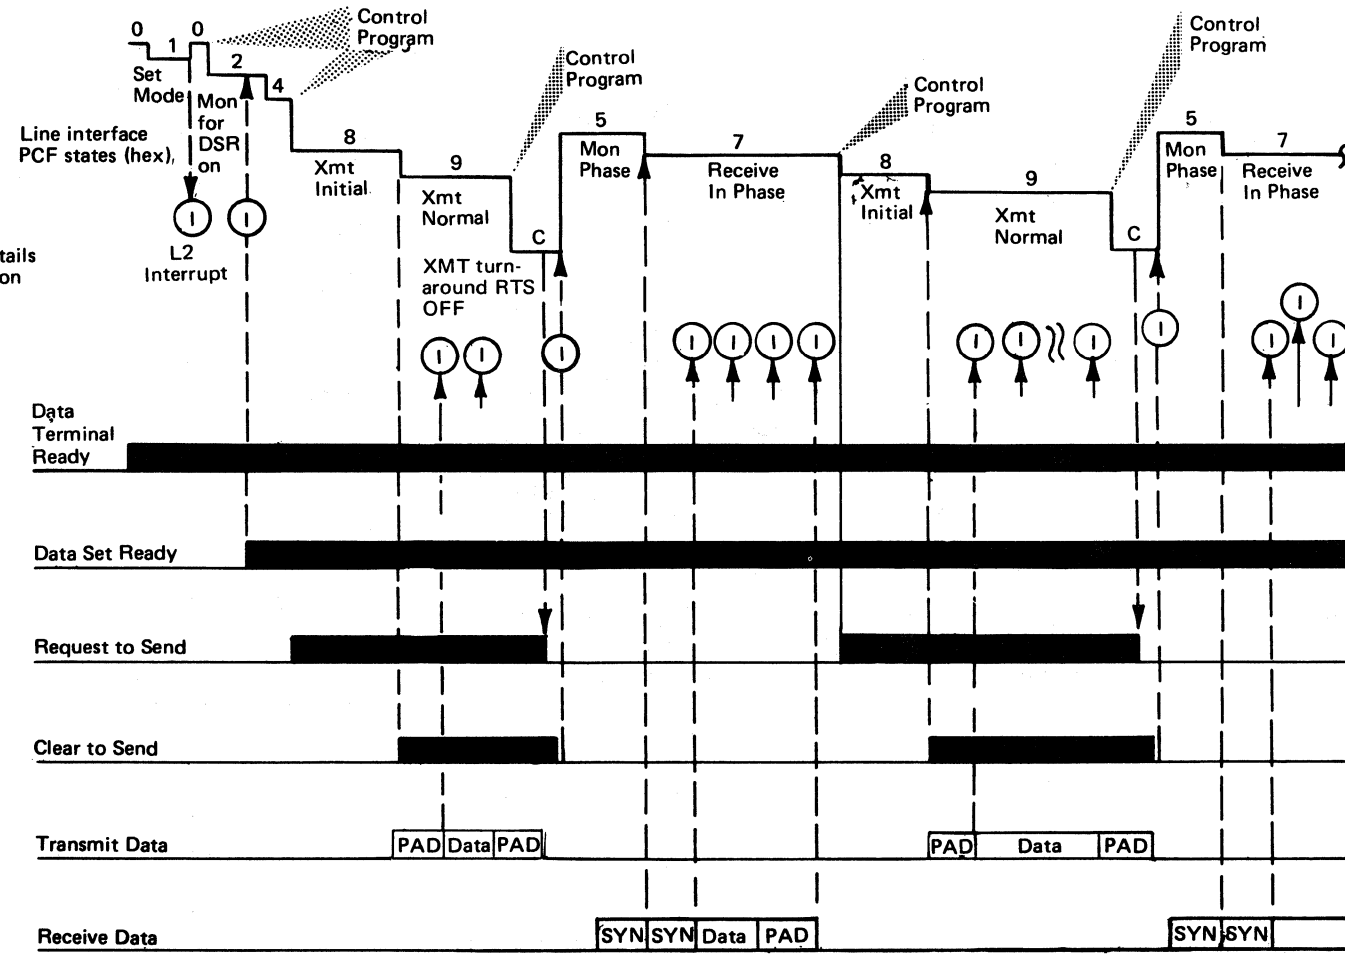 0
0
Control
Program
1
2
4
Set
Mode
Mon
for
DSR
on
Line interface
PCF states (hex),
8
Xmt
Initial
9
Xmt
Normal
Control
Program
C
XMT turn-
around RTS
OFF
5
Mon
Phase
7
Receive
In Phase
Control
Program
8
Xmt
Initial
9
Xmt
Normal
C
Control
Program
5
Mon
Phase
7
Receive
In Phase
I
I
L2
Interrupt
tails
on
I
I
I
I
I
I
I
I
I
I
I
I
I
I
Data
Terminal
Ready
Data Set Ready
Request to Send
Clear to Send
Transmit Data
PAD Data PAD
PAD Data PAD
Receive Data
SYN SYN Data PAD
SYN SYN